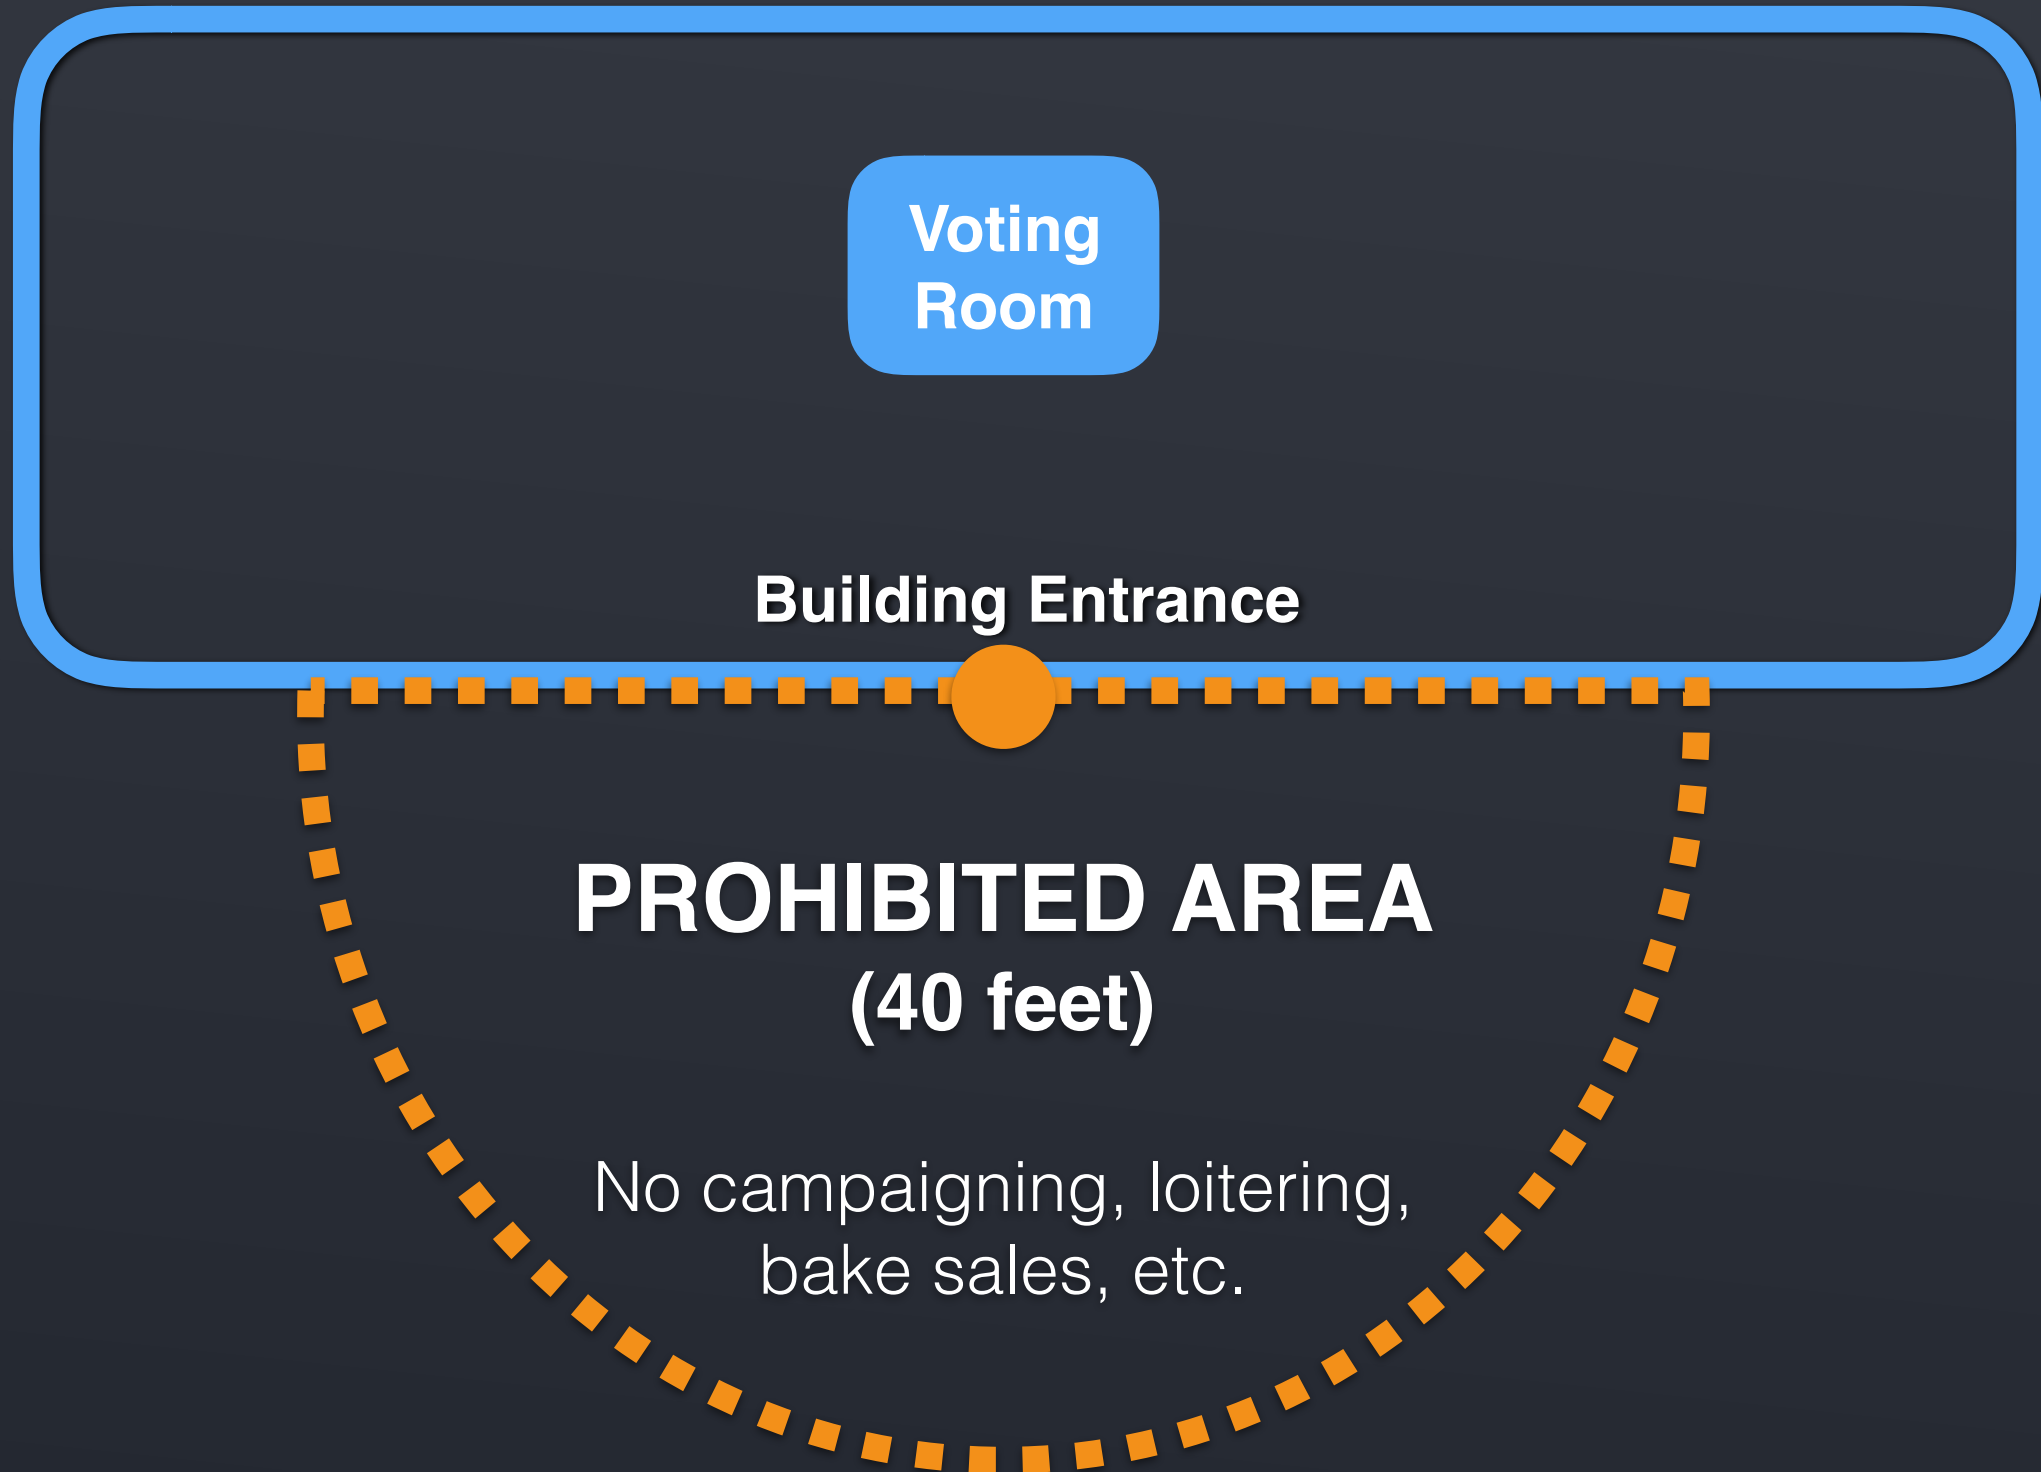 Voting
Room
Building Entrance
PROHIBITED AREA
(40 feet)
No campaigning, loitering,
bake sales, etc.